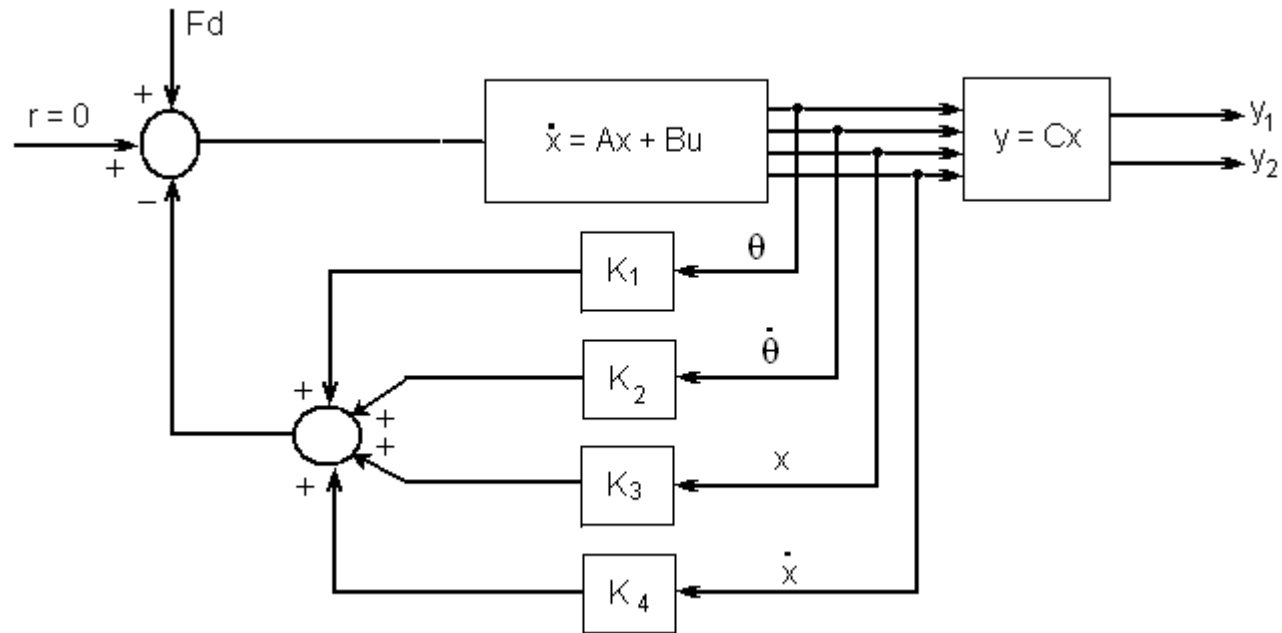 Fd
+
r = 0
+
−
ẋ = Ax + Bu
y = Cx
y₁
y₂
K₁
θ
K₂
θ̇
+
+
+
K₃
x
+
K₄
ẋ